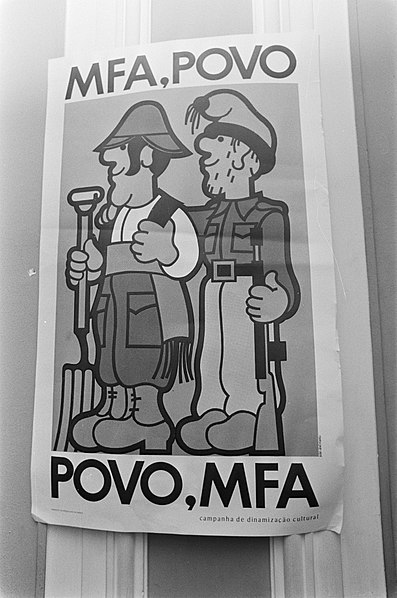 MFA, POVO
POVO, MFA
campanha de dinamização cultural